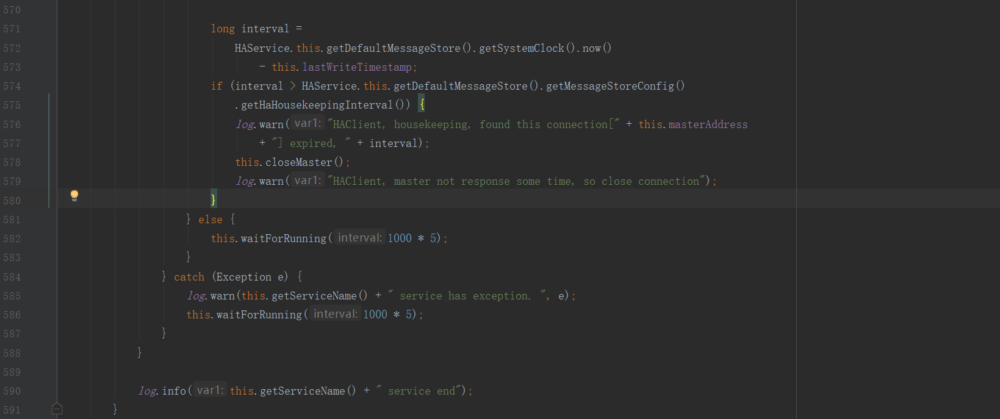 570
571 long interval =
572 HAService.this.getDefaultMessageStore().getSystemClock().now()
573 - this.lastWriteTimestamp;
574 if (interval > HAService.this.getDefaultMessageStore().getMessageStoreConfig()
575 .getHaHousekeepingInterval()) {
576 log.warn( var1: "HAClient, housekeeping, found this connection[" + this.masterAddress
577 + "] expired, " + interval);
578 this.closeMaster();
579 log.warn( var1: "HAClient, master not response some time, so close connection");
580 }
581 } else {
582 this.waitForRunning( interval: 1000 * 5);
583 }
584 } catch (Exception e) {
585 log.warn(this.getServiceName() + " service has exception. ", e);
586 this.waitForRunning( interval: 1000 * 5);
587 }
588 }
589
590 log.info( var1: this.getServiceName() + " service end");
591 }